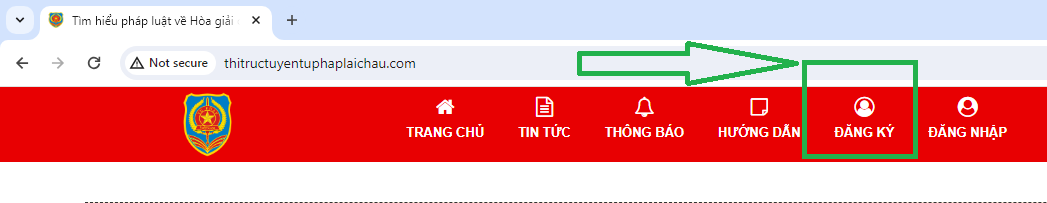 Tìm hiểu pháp luật về Hòa giải
Not secure
thitructuyentuphaplaichau.com
TRANG CHỦ
TIN TỨC
THÔNG BÁO
HƯỚNG DẪN
ĐĂNG KÝ
ĐĂNG NHẬP